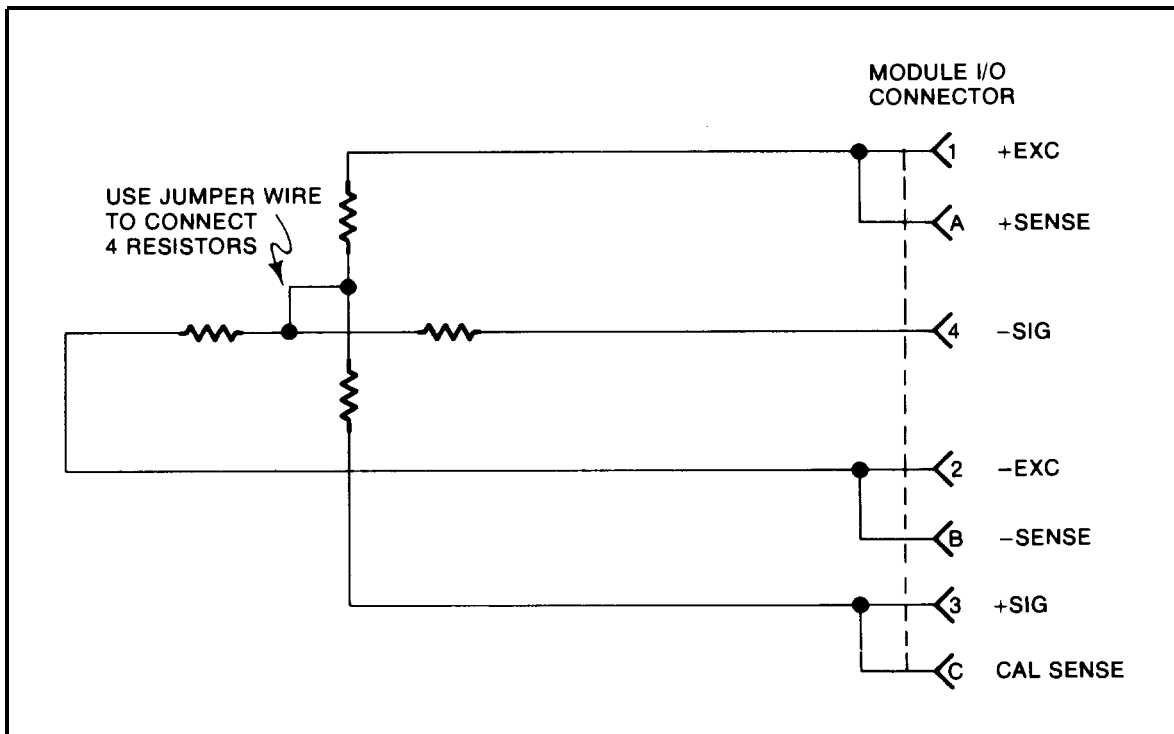 MODULE I/O
CONNECTOR
1 +EXC
USE JUMPER WIRE
TO CONNECT
4 RESISTORS
A +SENSE
4 −SIG
2 −EXC
B −SENSE
3 +SIG
C CAL SENSE